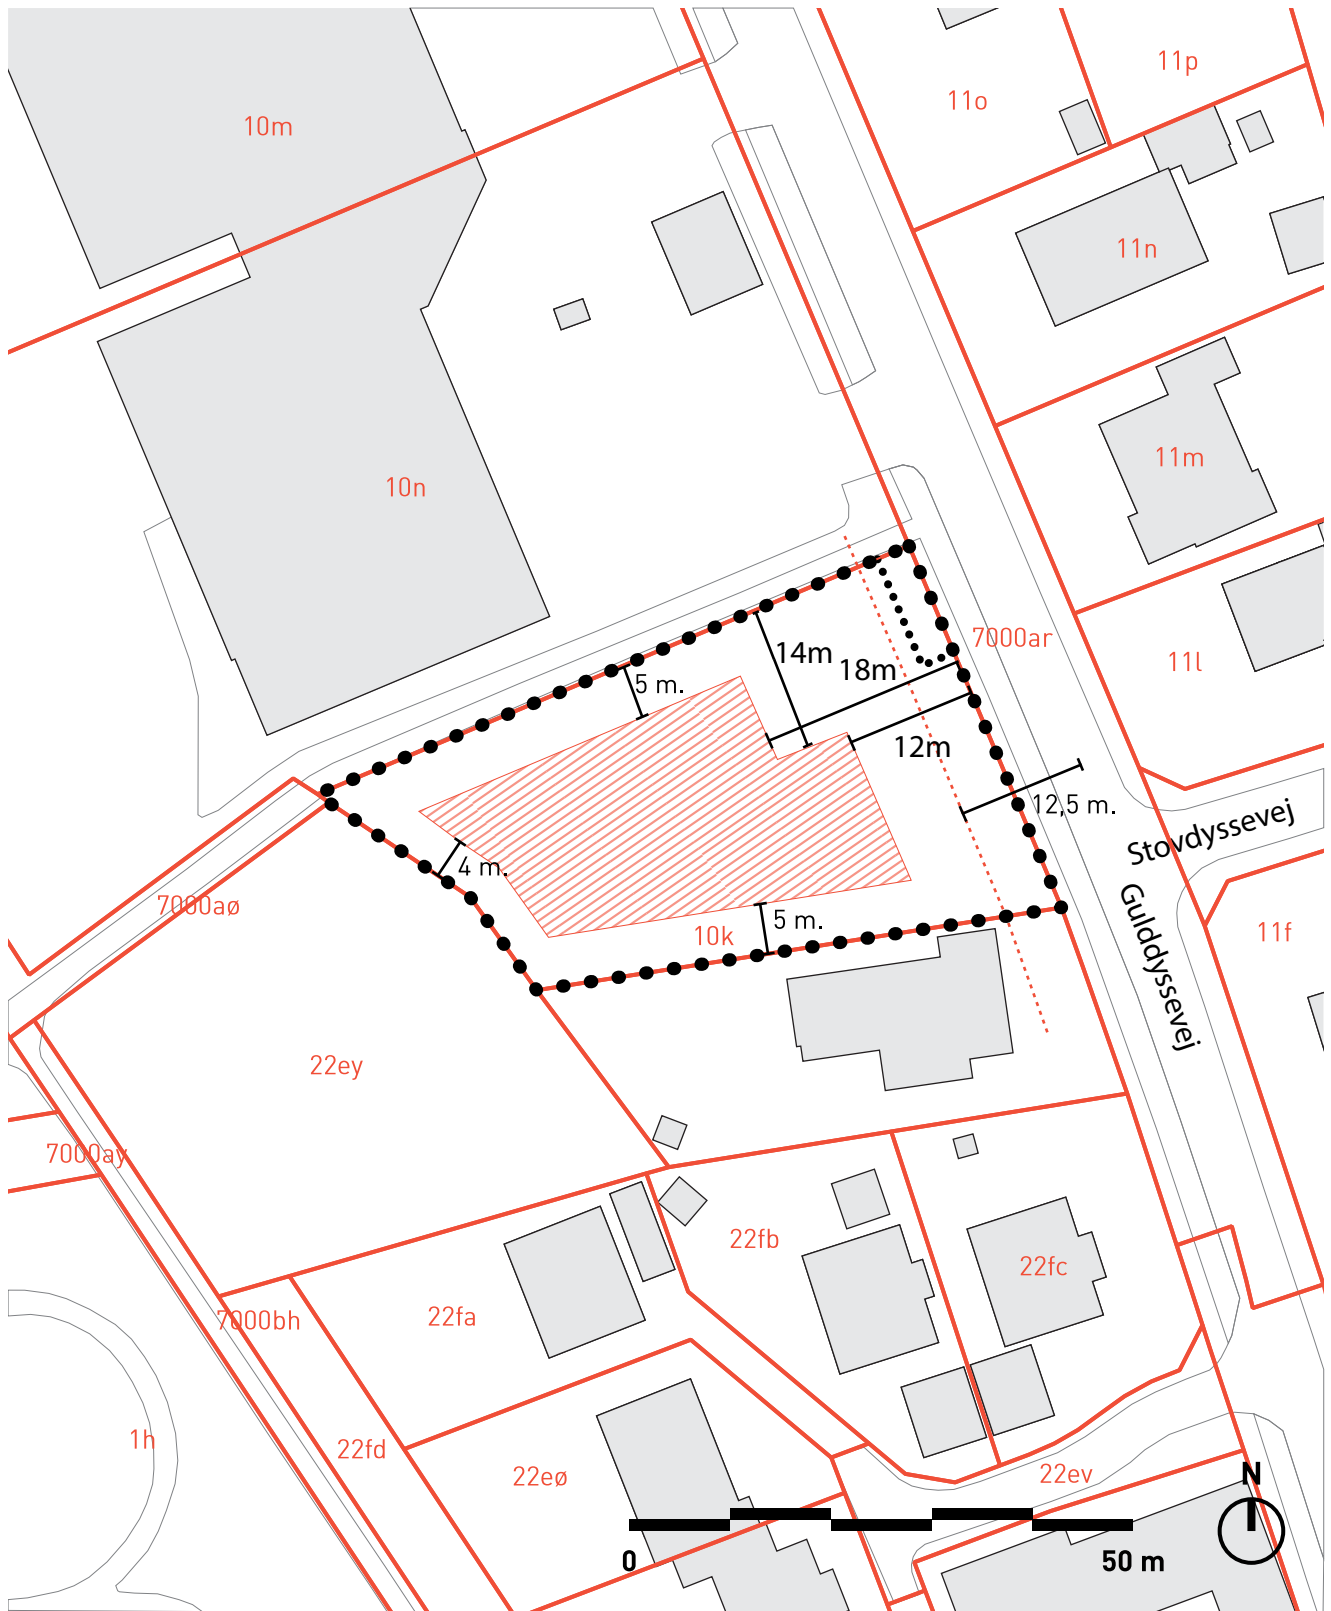 11p
11o
10m
11n
11m
10n
7000ar
14m
11l
18m
5 m.
12m
12,5 m.
Stovdyssevej
4 m.
7000aø
Gulddyssevej
5 m.
10k
11f
22ey
7000ay
22fb
22fc
7000bh
22fa
1h
22fd
22eø
22ev
N
0
50 m